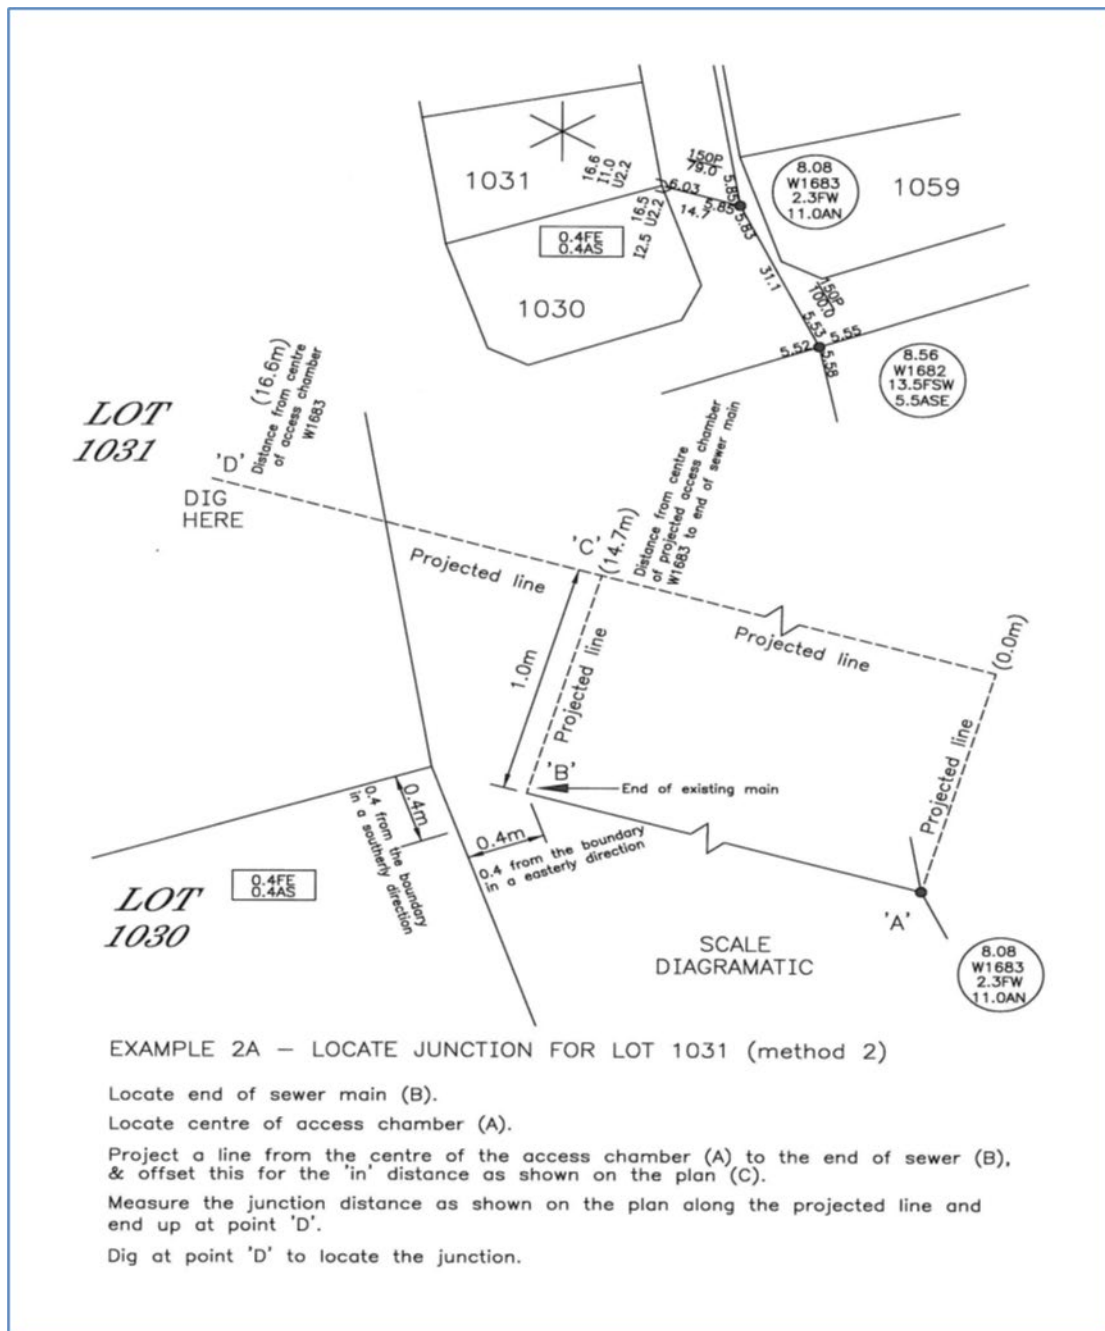 1031
16.6
I1.0
U2.2
150P
79.0
6.03
5.85
5.85
14.7
5.83
8.08
W1683
2.3FW
11.0AN
1059
16.5
U2.2
I2.5
0.4FE
0.4AS
1030
31.1
150P
100.0
5.53
5.55
5.52
5.58
8.56
W1682
13.5FSW
5.5ASE
LOT
1031
(16.6m)
Distance from centre
of access chamber
W1683
'D'
DIG
HERE
Projected line
'C'
(14.7m)
Distance from centre
of projected access chamber
W1683 to end of sewer main
Projected line
(0.0m)
1.0m
Projected line
Projected line
'B'
End of existing main
0.4m
0.4 from the boundary
in a southerly direction
0.4m
0.4 from the boundary
in a easterly direction
LOT
1030
0.4FE
0.4AS
'A'
SCALE
DIAGRAMATIC
8.08
W1683
2.3FW
11.0AN
EXAMPLE 2A – LOCATE JUNCTION FOR LOT 1031 (method 2)
Locate end of sewer main (B).
Locate centre of access chamber (A).
Project a line from the centre of the access chamber (A) to the end of sewer (B),
& offset this for the 'in' distance as shown on the plan (C).
Measure the junction distance as shown on the plan along the projected line and
end up at point 'D'.
Dig at point 'D' to locate the junction.